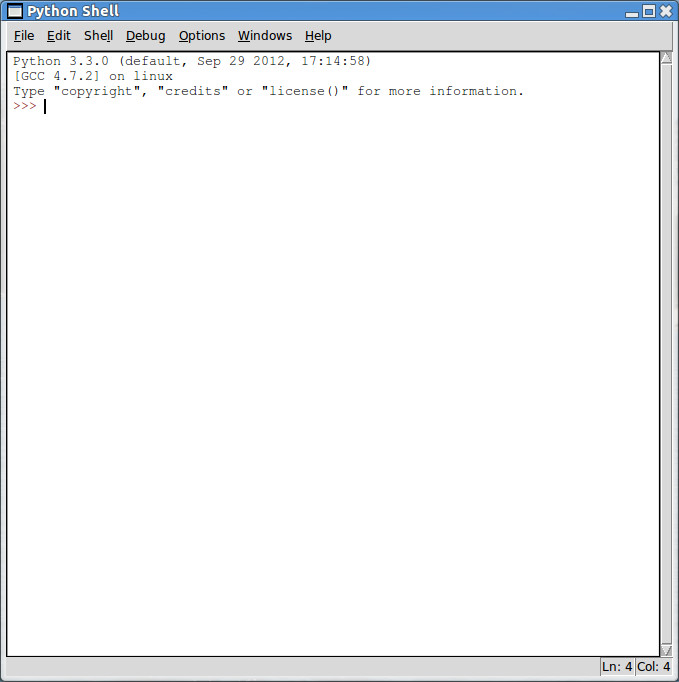 Python Shell
File Edit Shell Debug Options Windows Help
Python 3.3.0 (default, Sep 29 2012, 17:14:58)
[GCC 4.7.2] on linux
Type "copyright", "credits" or "license()" for more information.
>>>
Ln: 4 Col: 4